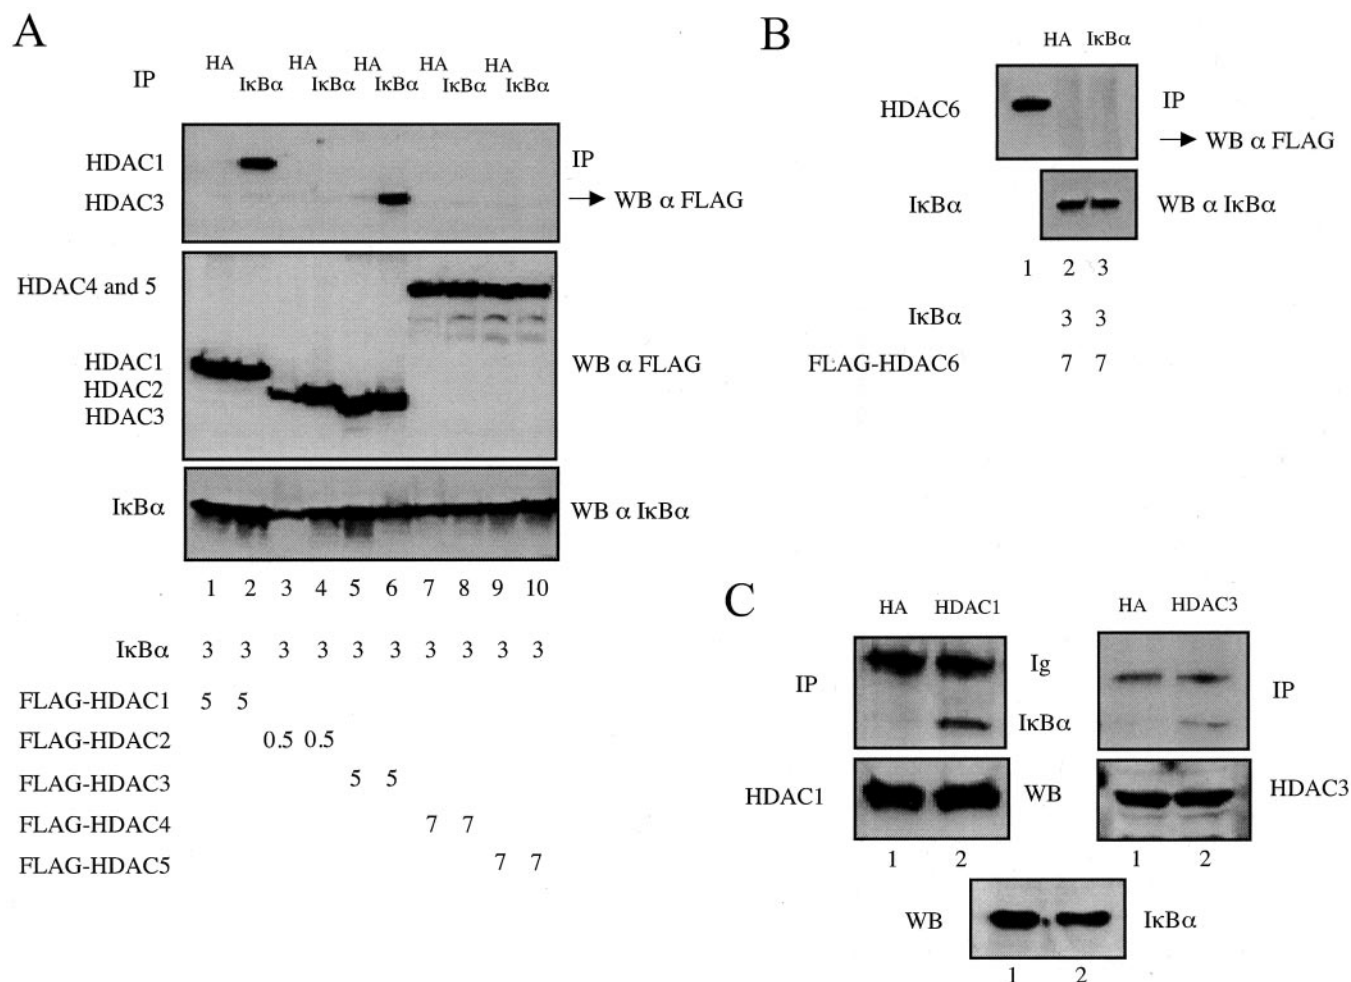 A
IP
HA IκBα HA IκBα HA IκBα HA IκBα HA IκBα
HDAC1
HDAC3
IP
→ WB α FLAG
HDAC4 and 5
HDAC1
HDAC2
HDAC3
WB α FLAG
IκBα
WB α IκBα
1 2 3 4 5 6 7 8 9 10
IκBα 3 3 3 3 3 3 3 3 3 3
FLAG-HDAC1 5 5
FLAG-HDAC2 0.5 0.5
FLAG-HDAC3 5 5
FLAG-HDAC4 7 7
FLAG-HDAC5 7 7
B
HA IκBα
HDAC6
IP
→ WB α FLAG
IκBα
WB α IκBα
1 2 3
IκBα 3 3
FLAG-HDAC6 7 7
C
HA HDAC1
HA HDAC3
IP
Ig
IκBα
IP
HDAC1
WB
HDAC3
1 2
1 2
WB
IκBα
1 2